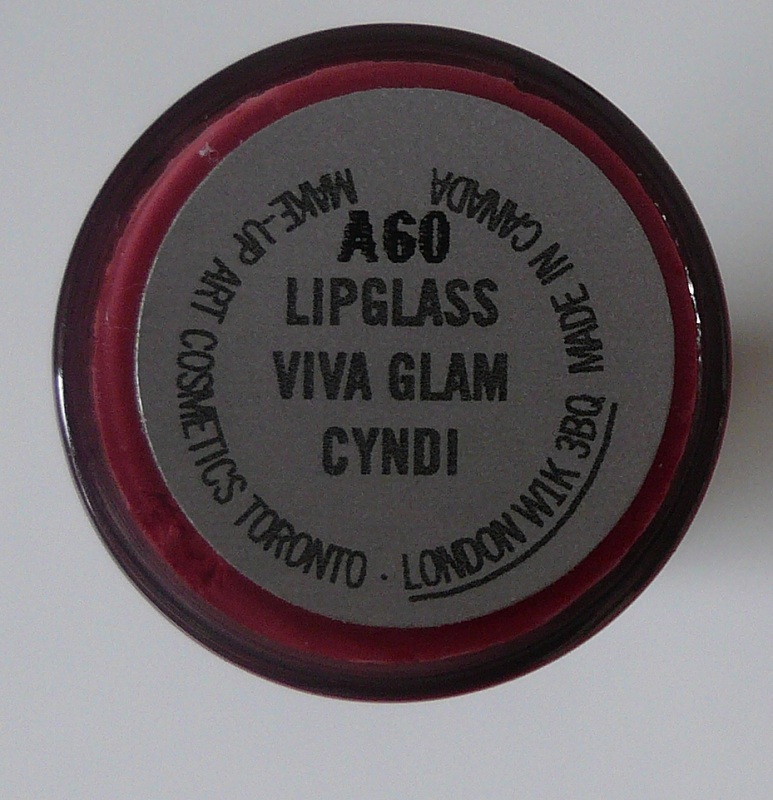 A60
LIPGLASS
VIVA GLAM
CYNDI
MAKE-UP ART COSMETICS TORONTO · LONDON W1K 3BQ MADE IN CANADA